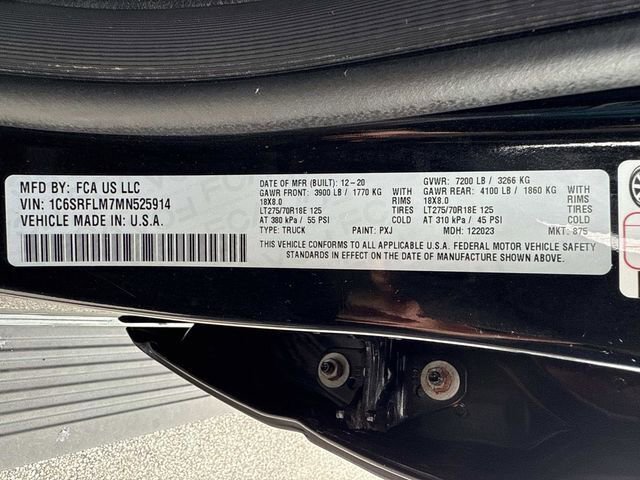 MFD BY: FCA US LLC
VIN: 1C6SRFLM7MN525914
VEHICLE MADE IN: U.S.A.
DATE OF MFR (BUILT): 12-20 GVWR: 7200 LB / 3266 KG
GAWR FRONT: 3900 LB / 1770 KG WITH GAWR REAR: 4100 LB / 1860 KG WITH
18X8.0 RIMS 18X8.0 RIMS
LT275/70R18E 125 TIRES LT275/70R18E 125 TIRES
AT 380 kPa / 55 PSI COLD AT 310 kPa / 45 PSI COLD
TYPE: TRUCK PAINT: PXJ MDH: 122023 MKT: 875
THIS VEHICLE CONFORMS TO ALL APPLICABLE U.S.A. FEDERAL MOTOR VEHICLE SAFETY
STANDARDS IN EFFECT ON THE DATE OF MANUFACTURE SHOWN ABOVE.